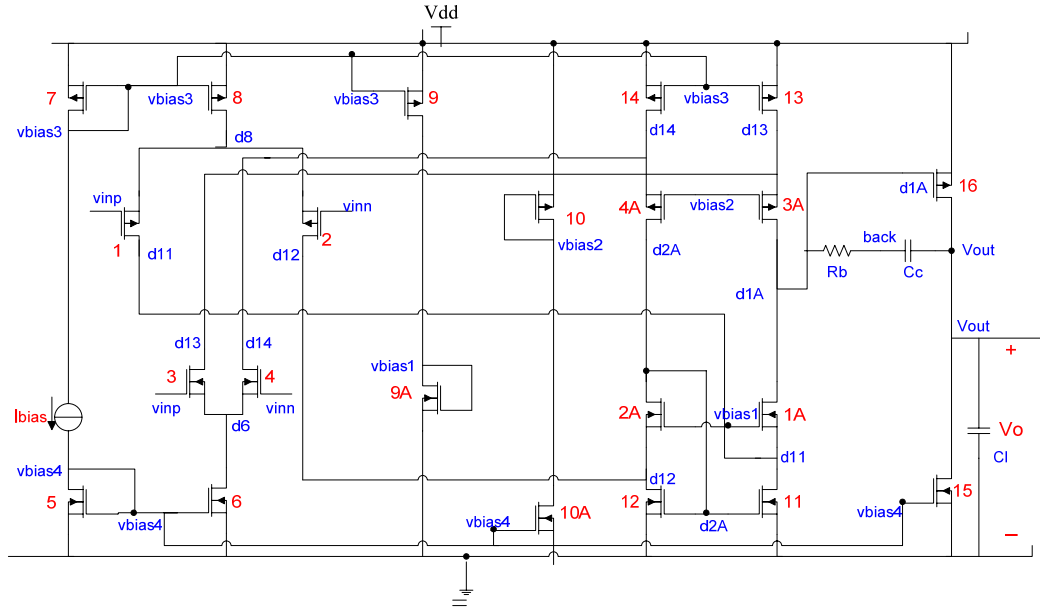 Vdd
7
vbias3
8
vbias3
9
14
vbias3
13
vbias3
d8
d14
d13
vinp
vinn
1
d11
d12
2
10
vbias2
4A
vbias2
3A
d1A
16
d2A
back
Vout
Rb
Cc
d1A
Vout
+
d13
d14
3
4
vinp
vinn
d6
vbias1
9A
2A
vbias1
1A
Ibias
Vo
Cl
vbias4
d12
d11
5
6
vbias4
vbias4
10A
12
d2A
11
vbias4
15
–